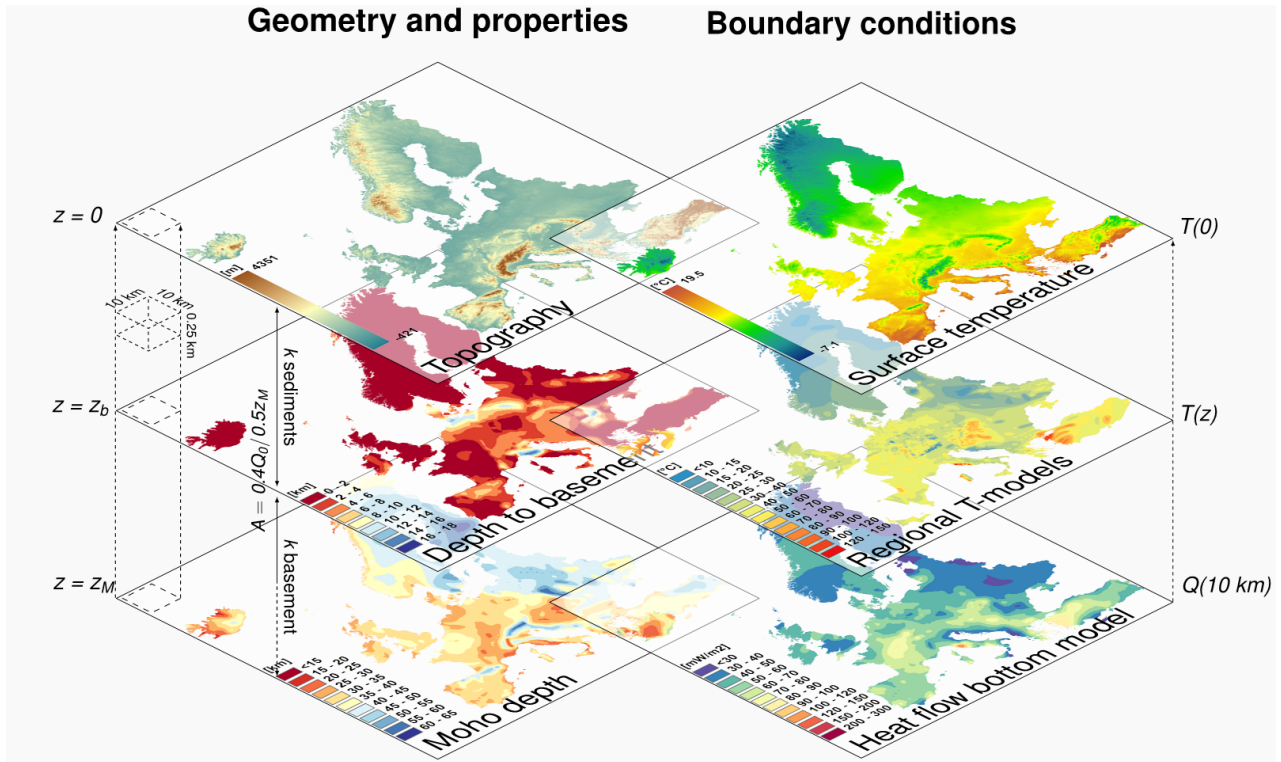 Geometry and properties
Boundary conditions
z = 0
[m]
4351
-421
Topography
10 km
10 km
0.25 km
k sediments
A = 0.4Q0 / 0.5zM
k basement
z = zb
[km]
0 - 2
2 - 4
4 - 6
6 - 8
8 - 10
10 - 12
12 - 14
14 - 16
16 - 18
Depth to basement
z = zM
[km]
<15
15 - 20
20 - 25
25 - 30
30 - 35
35 - 40
40 - 45
45 - 50
50 - 55
55 - 60
60 - 65
Moho depth
T(0)
[°C]
19.5
-7.1
Surface temperature
T(z)
[°C]
<10
10 - 15
15 - 20
20 - 25
25 - 30
30 - 40
40 - 50
50 - 60
60 - 70
70 - 80
80 - 90
90 - 100
100 - 120
120 - 150
Regional T-models
Q(10 km)
[mW/m2]
<30
30 - 40
40 - 50
50 - 60
60 - 70
70 - 80
80 - 90
90 - 100
100 - 120
120 - 150
150 - 200
200 - 300
Heat flow bottom model